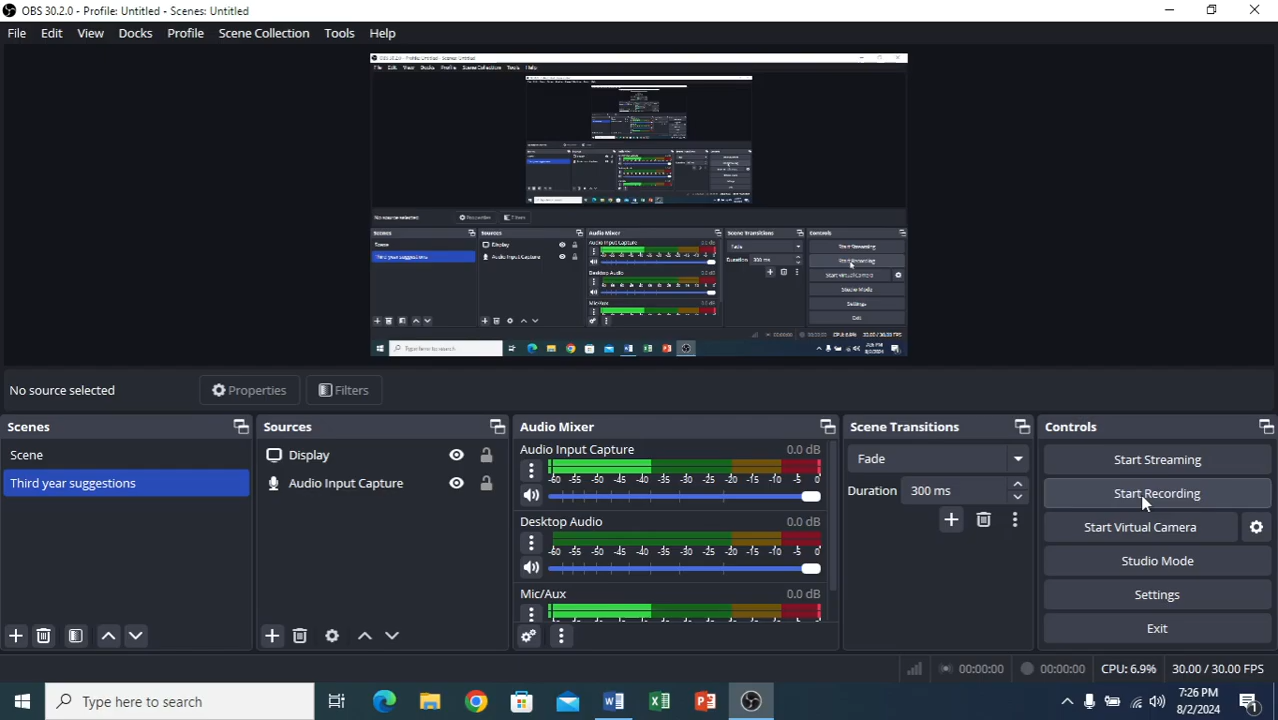 OBS 30.2.0 - Profile: Untitled - Scenes: Untitled
File Edit View Docks Profile Scene Collection Tools Help
No source selected Properties Filters
Scenes
Scene
Third year suggestions
Sources
Display
Audio Input Capture
Audio Mixer
Audio Input Capture 0.0 dB
-60 -55 -50 -45 -40 -35 -30 -25 -20 -15 -10 -5 0
Desktop Audio 0.0 dB
-60 -55 -50 -45 -40 -35 -30 -25 -20 -15 -10 -5 0
Mic/Aux 0.0 dB
Scene Transitions
Fade
Duration 300 ms
Controls
Start Streaming
Start Recording
Start Virtual Camera
Studio Mode
Settings
Exit
00:00:00 00:00:00 CPU: 6.9% 30.00 / 30.00 FPS
Type here to search
7:26 PM
8/2/2024
1